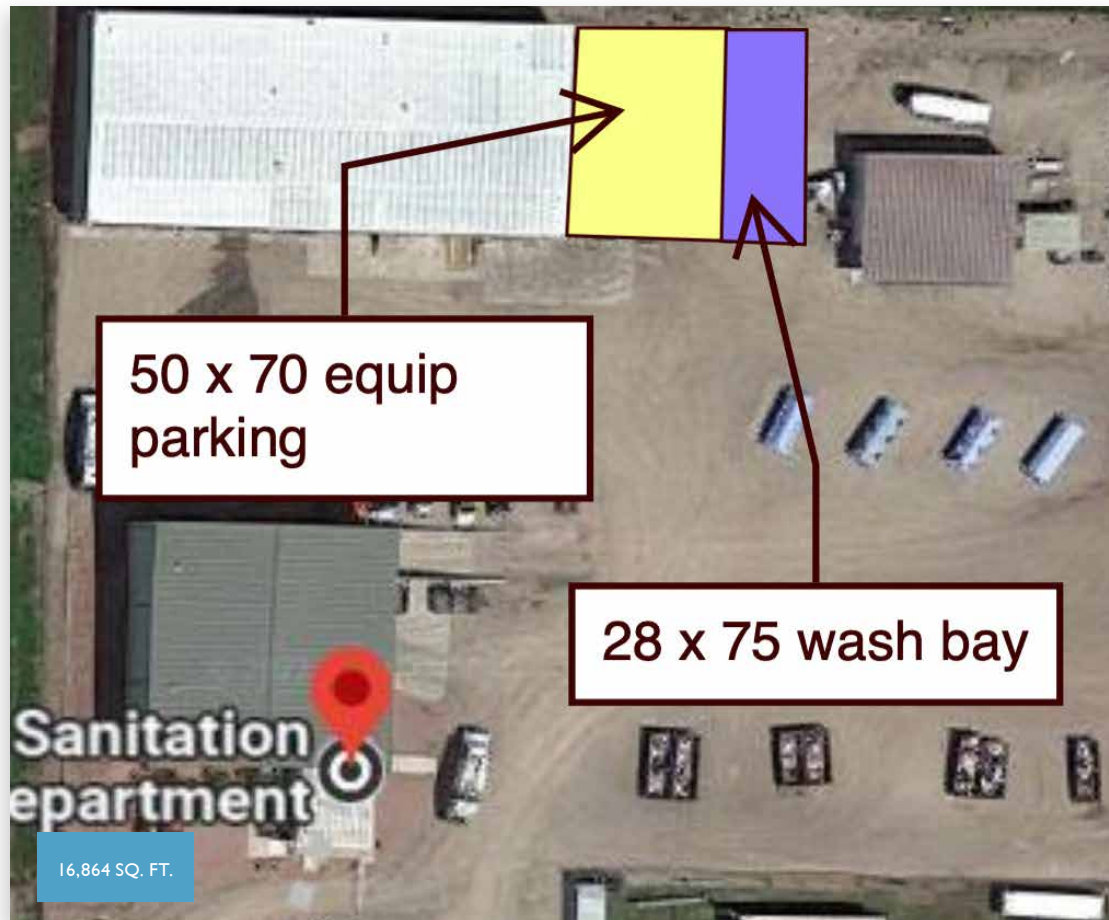 50 x 70 equip
parking
28 x 75 wash bay
Sanitation
epartment
16,864 SQ. FT.